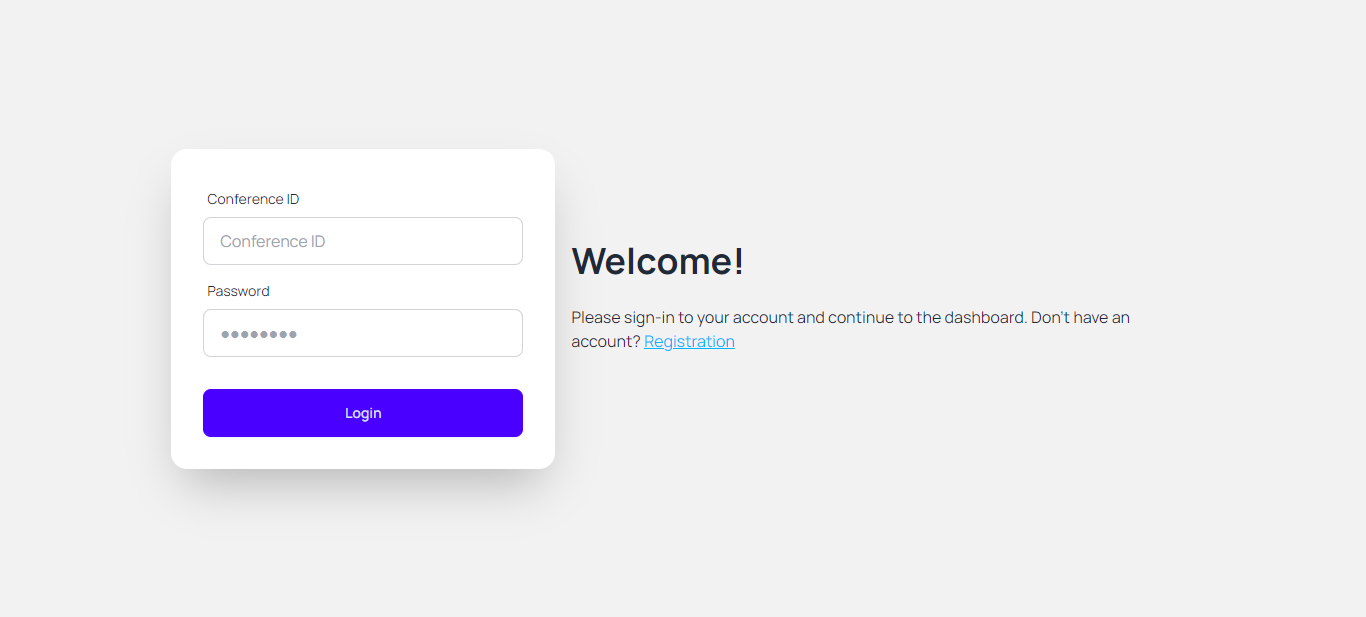 Conference ID
Conference ID
Password
●●●●●●●●
Login
Welcome!
Please sign-in to your account and continue to the dashboard. Don't have an
account? Registration